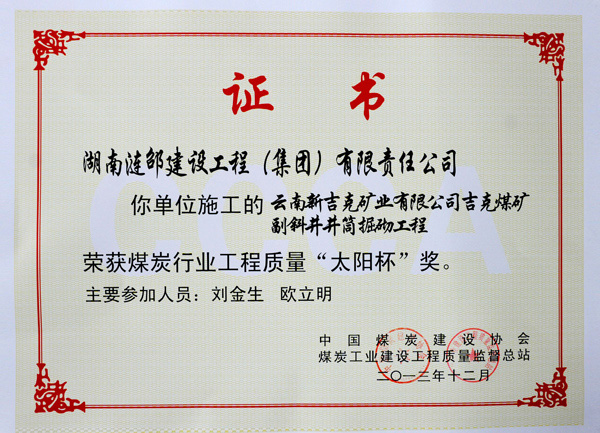 证 书
湖南涟邵建设工程（集团）有限责任公司
你单位施工的 云南新吉克矿业有限公司吉克煤矿
副斜井井筒掘砌工程
荣获煤炭行业工程质量“太阳杯”奖。
主要参加人员：刘金生 欧立明
中国煤炭建设协会
煤炭工业建设工程质量监督总站
二〇一三年十二月
CCCA